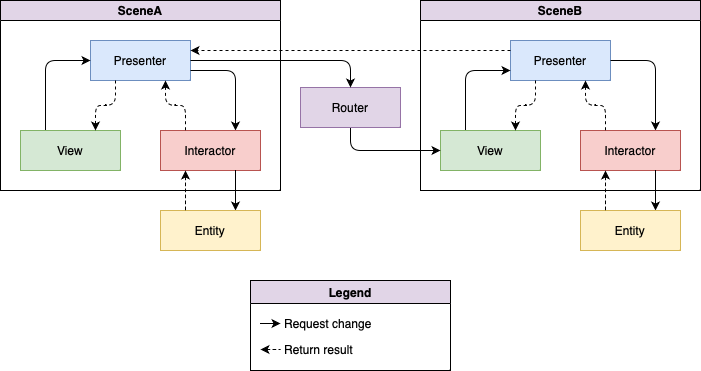 SceneA
SceneB
Presenter
Presenter
Router
View
Interactor
View
Interactor
Entity
Entity
Legend
Request change
Return result